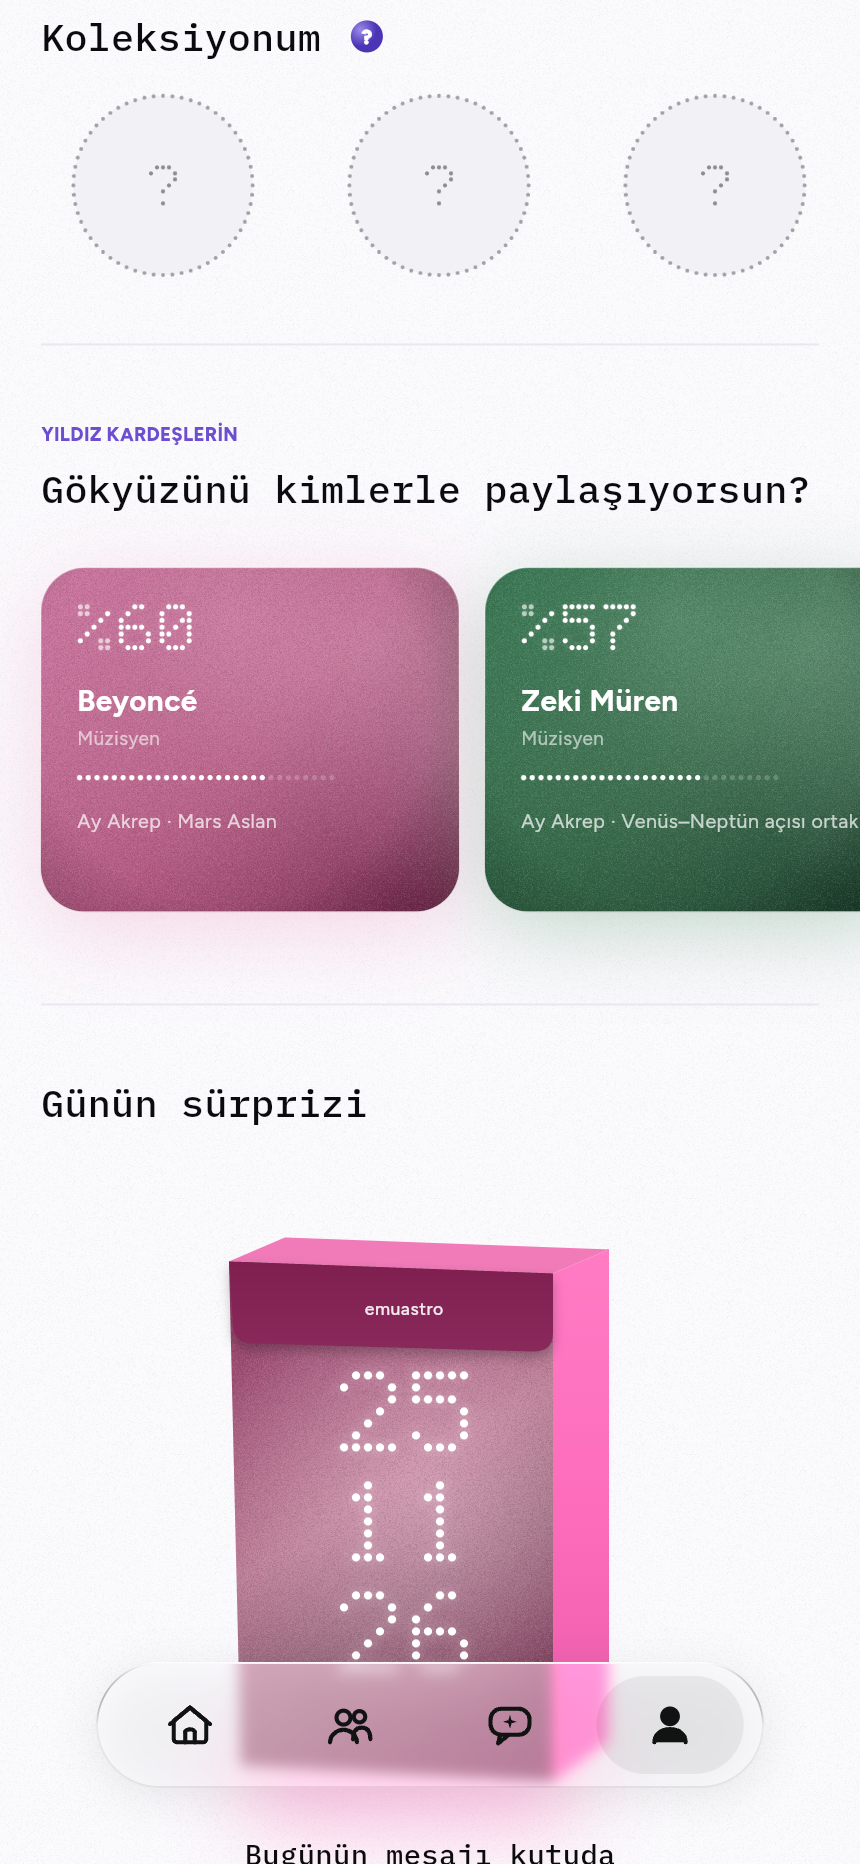 Koleksiyonum ?
? ? ?
YILDIZ KARDEŞLERİN
Gökyüzünü kimlerle paylaşıyorsun?
%60
Beyoncé
Müzisyen
Ay Akrep · Mars Aslan
%57
Zeki Müren
Müzisyen
Ay Akrep · Venüs–Neptün açısı ortak
Günün sürprizi
emuastro
25
11
26
Bugünün mesajı kutuda